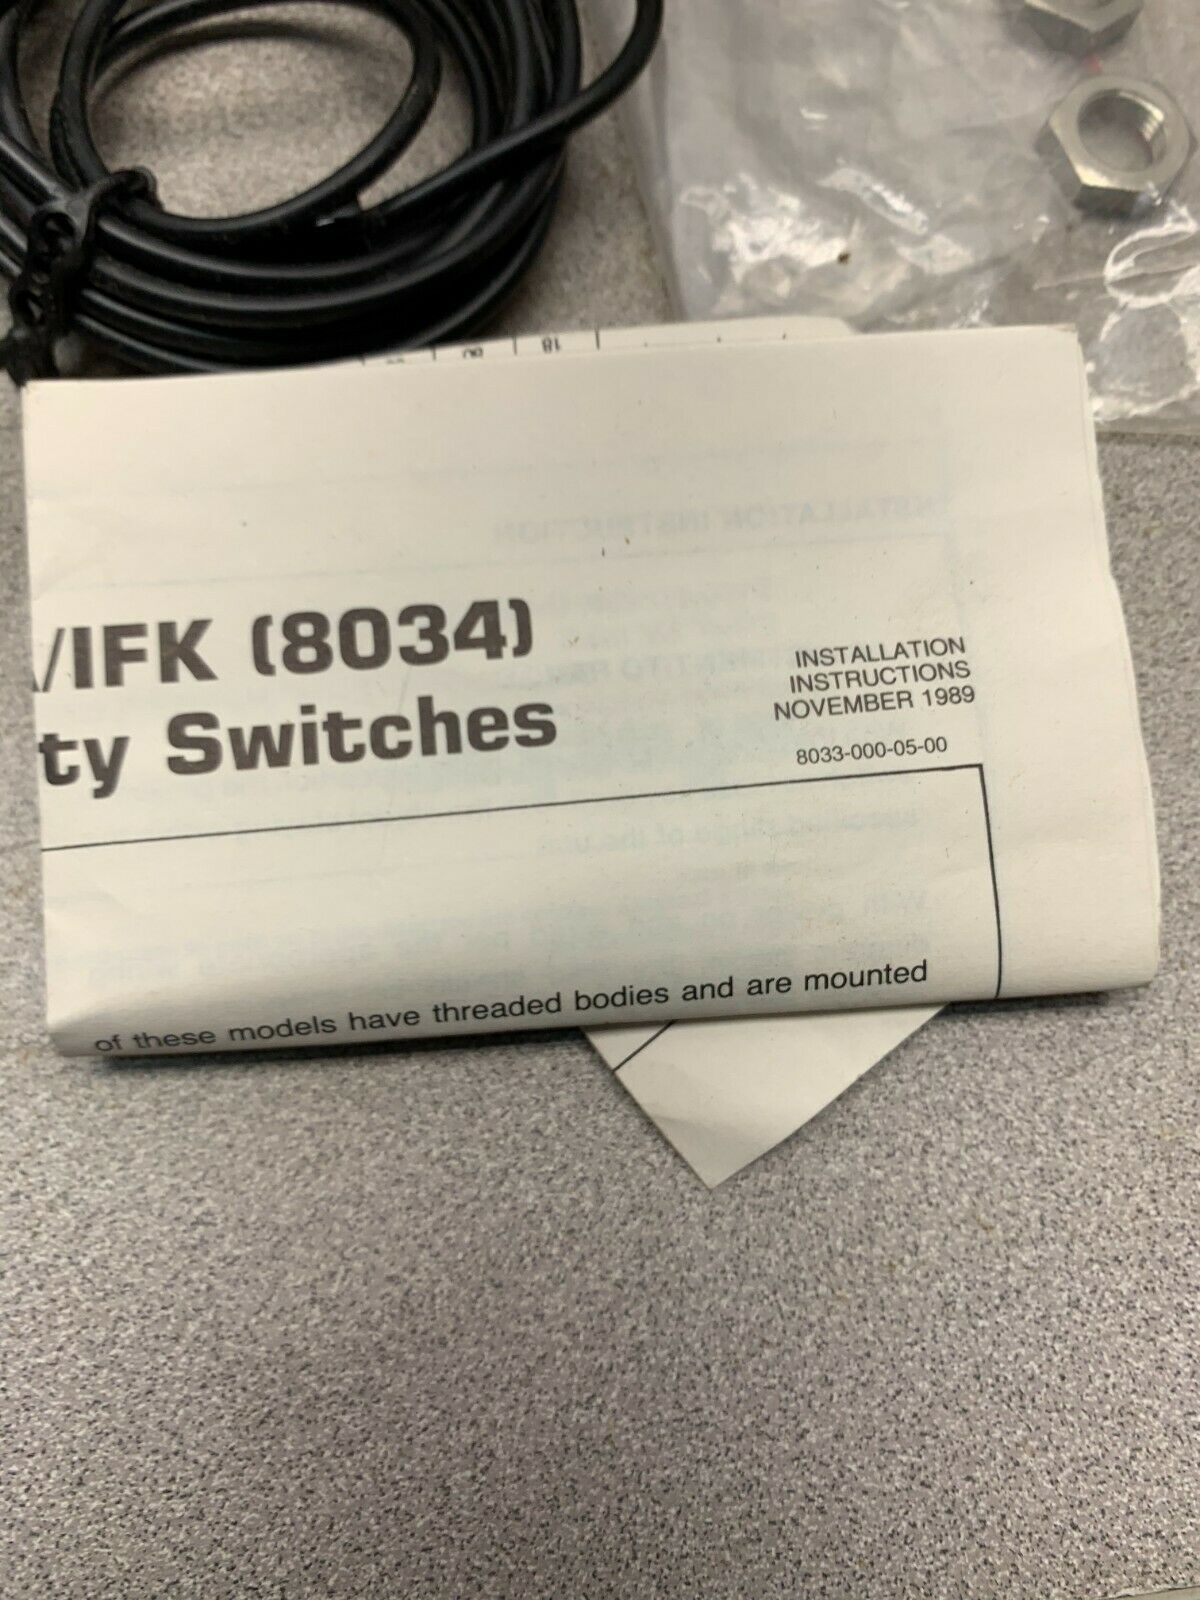 /IFK (8034)
ty Switches
INSTALLATION
INSTRUCTIONS
NOVEMBER 1989
8033-000-05-00
of these models have threaded bodies and are mounted
18